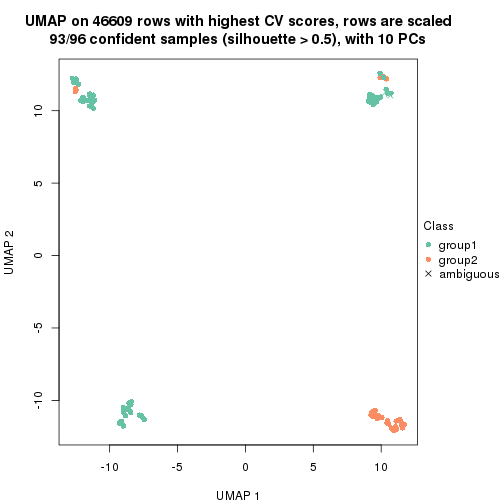 UMAP on 46609 rows with highest CV scores, rows are scaled
93/96 confident samples (silhouette > 0.5), with 10 PCs
10
5
0
-5
-10
UMAP 2
-10
-5
0
5
10
UMAP 1
Class
group1
group2
ambiguous